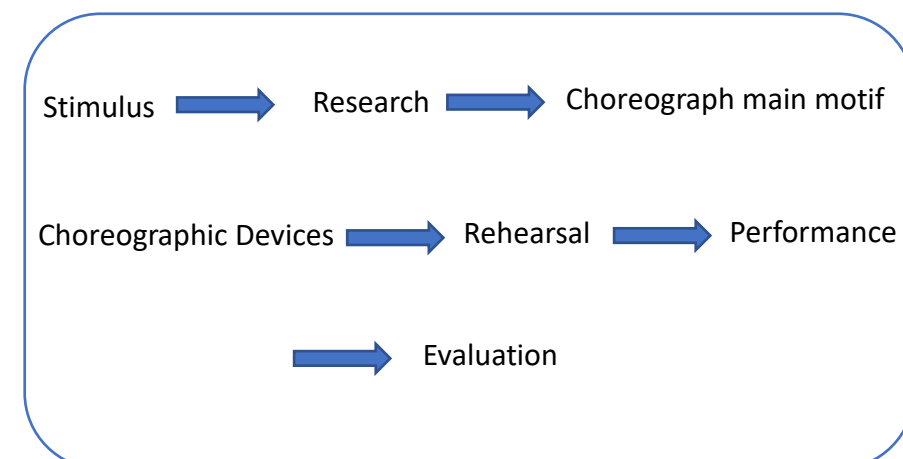 Stimulus Research Choreograph main motif
Choreographic Devices Rehearsal Performance
Evaluation